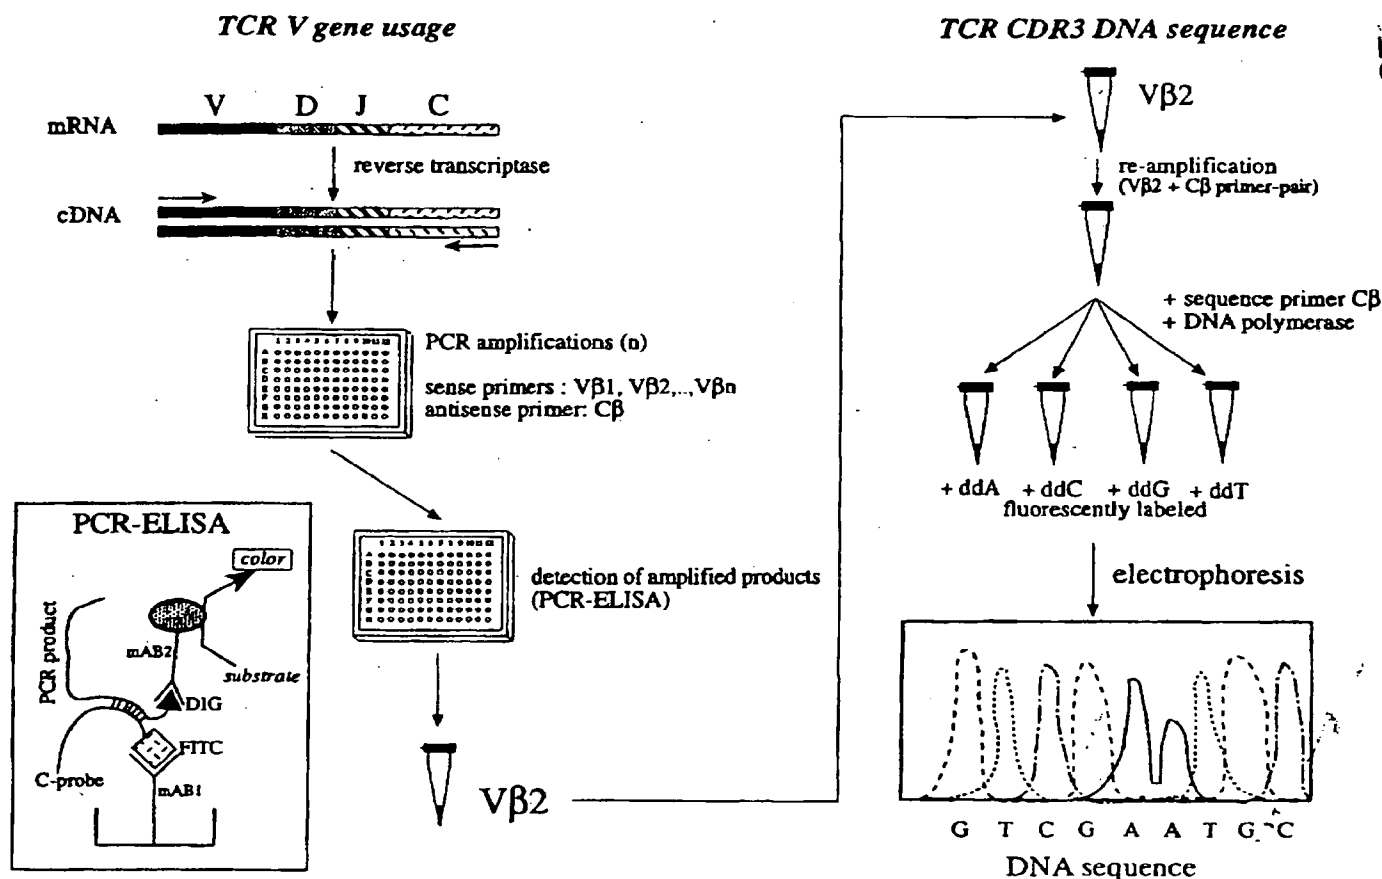 TCR V gene usage
V D J C
mRNA
reverse transcriptase
cDNA
PCR amplifications (n)
sense primers : Vβ1, Vβ2,..,Vβn
antisense primer: Cβ
detection of amplified products
(PCR-ELISA)
Vβ2
PCR-ELISA
color
PCR product
mAB2
substrate
DIG
FITC
C-probe
mAB1
TCR CDR3 DNA sequence
Vβ2
re-amplification
(Vβ2 + Cβ primer-pair)
+ sequence primer Cβ
+ DNA polymerase
+ ddA + ddC + ddG + ddT
fluorescently labeled
electrophoresis
G T C G A A T G C
DNA sequence